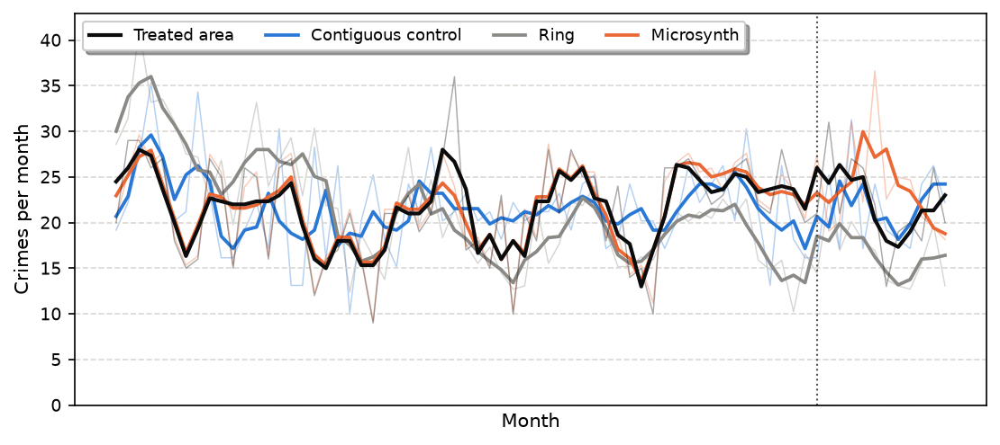 Treated area
Contiguous control
Ring
Microsynth
Crimes per month
40
35
30
25
20
15
10
5
0
Month